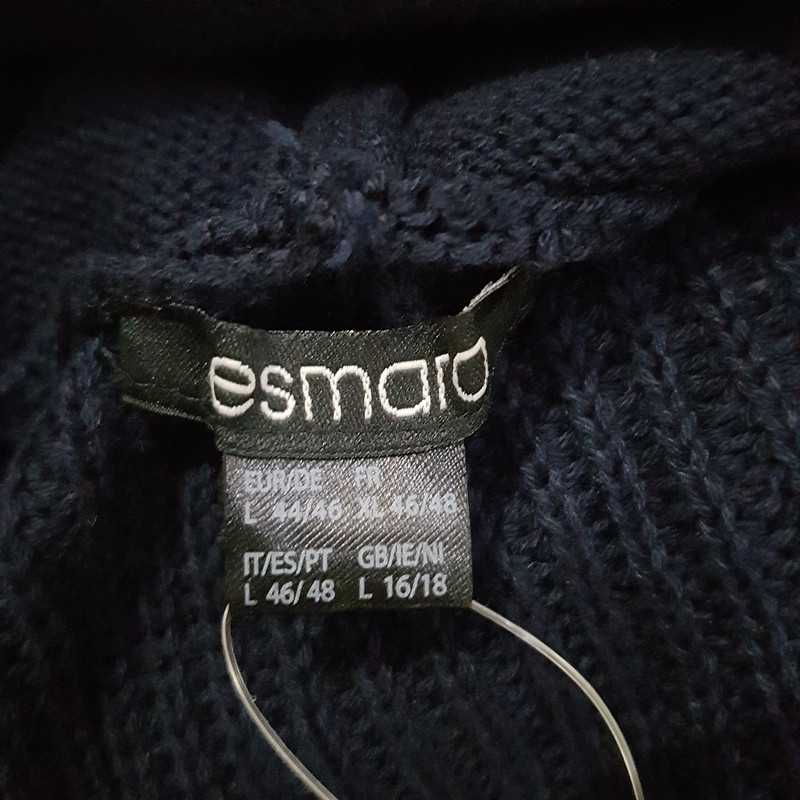 esmara
EUR/DE FR
L 44/46 XL 46/48
IT/ES/PT GB/IE/NI
L 46/48 L 16/18